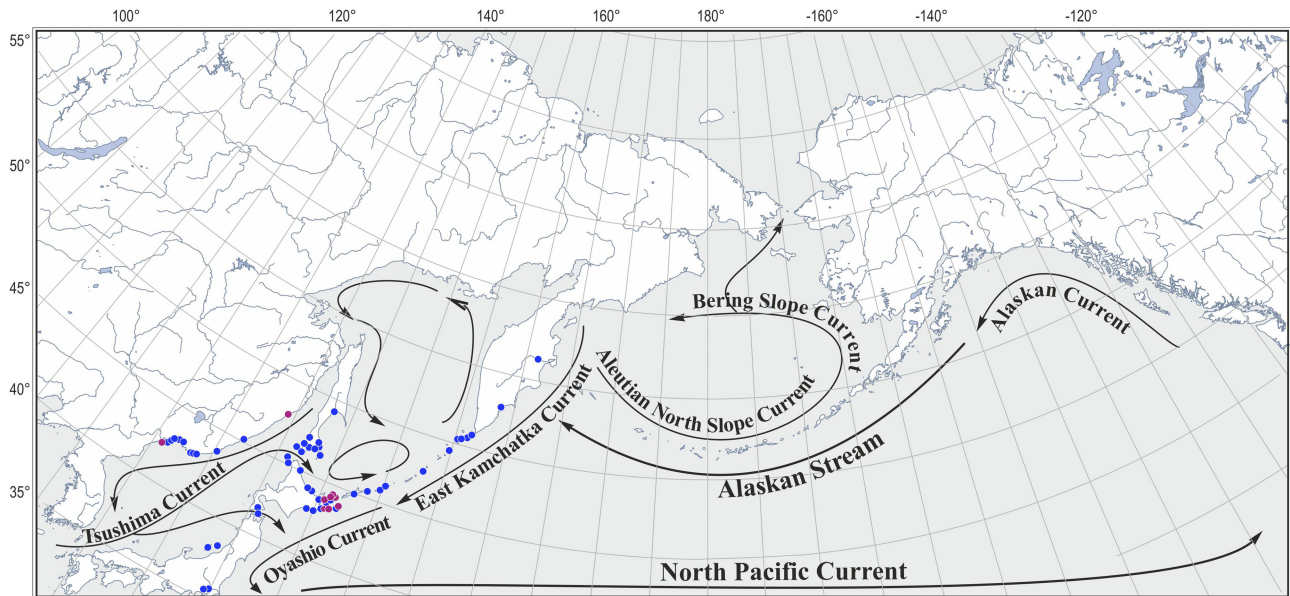 100° 120° 140° 160° 180° -160° -140° -120°
55°
50°
45°
40°
35°
Bering Slope Current
Alaskan Current
Aleutian North Slope Current
East Kamchatka Current
Alaskan Stream
Tsushima Current
Oyashio Current
North Pacific Current